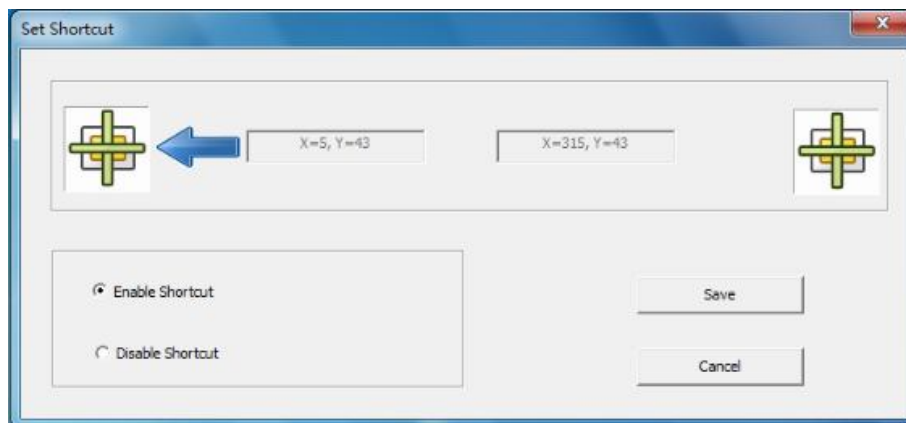 Set Shortcut
X=5, Y=43
X=315, Y=43
Enable Shortcut
Save
Disable Shortcut
Cancel